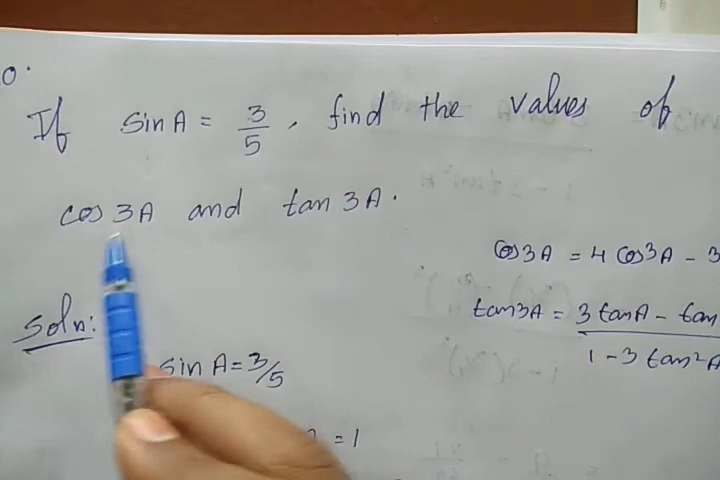 0.
If sin A = 3/5, find the values of
cos 3A and tan 3A.
cos 3A = 4 cos³A - 3
tan 3A = 3 tan A - tan
1 - 3 tan² A
Soln:
sin A = 3/5
= 1